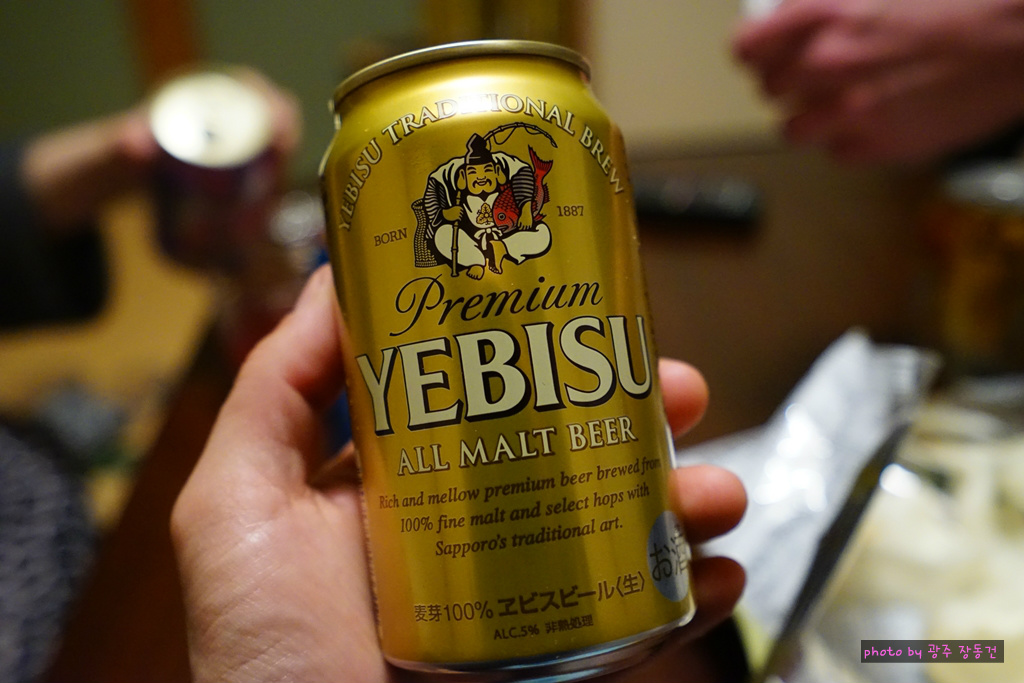 YEBISU TRADITIONAL BREW
BORN 1887
Premium
YEBISU
ALL MALT BEER
Rich and mellow premium beer brewed from
100% fine malt and select hops with
Sapporo's traditional art.
お酒
麦芽100% ヱビスビール〈生〉
ALC.5% 非熱処理
photo by 광주 장동건